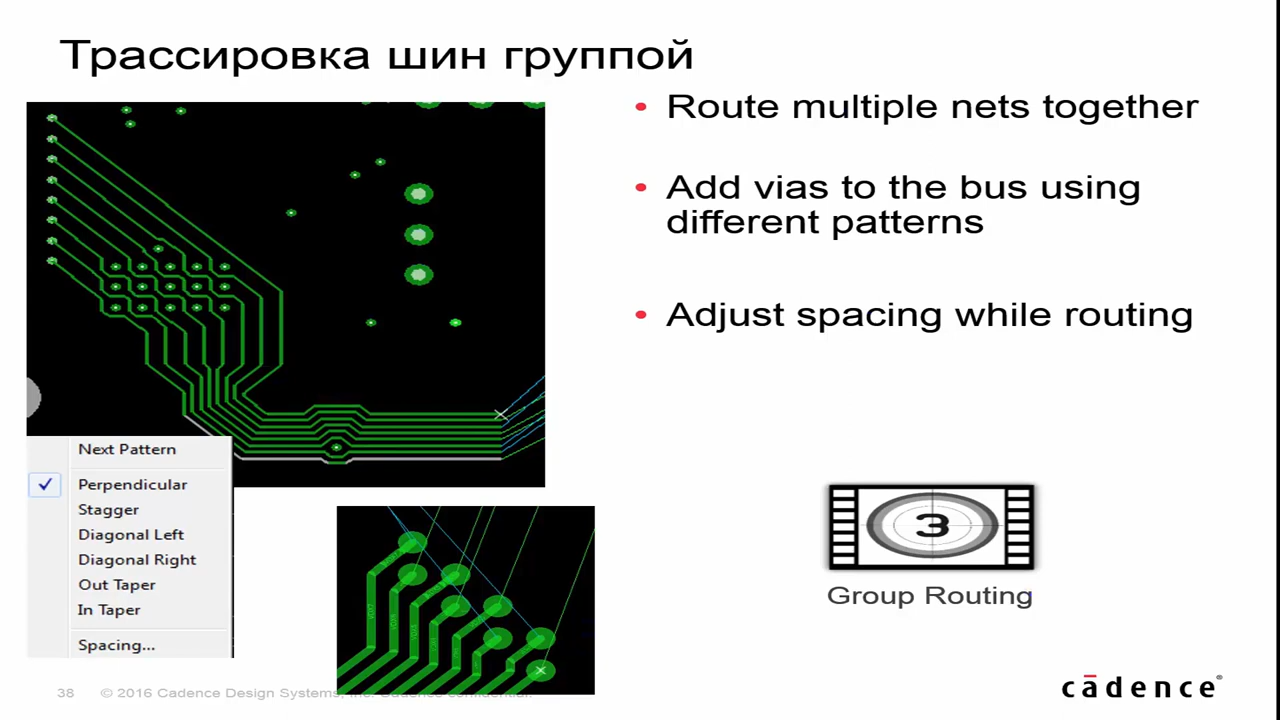 Трассировка шин группой
• Route multiple nets together
• Add vias to the bus using
different patterns
• Adjust spacing while routing
Next Pattern
Perpendicular
Stagger
Diagonal Left
Diagonal Right
Out Taper
In Taper
Spacing...
3
Group Routing
38 © 2016 Cadence Design Systems, Inc. Cadence confidential.
cādence®